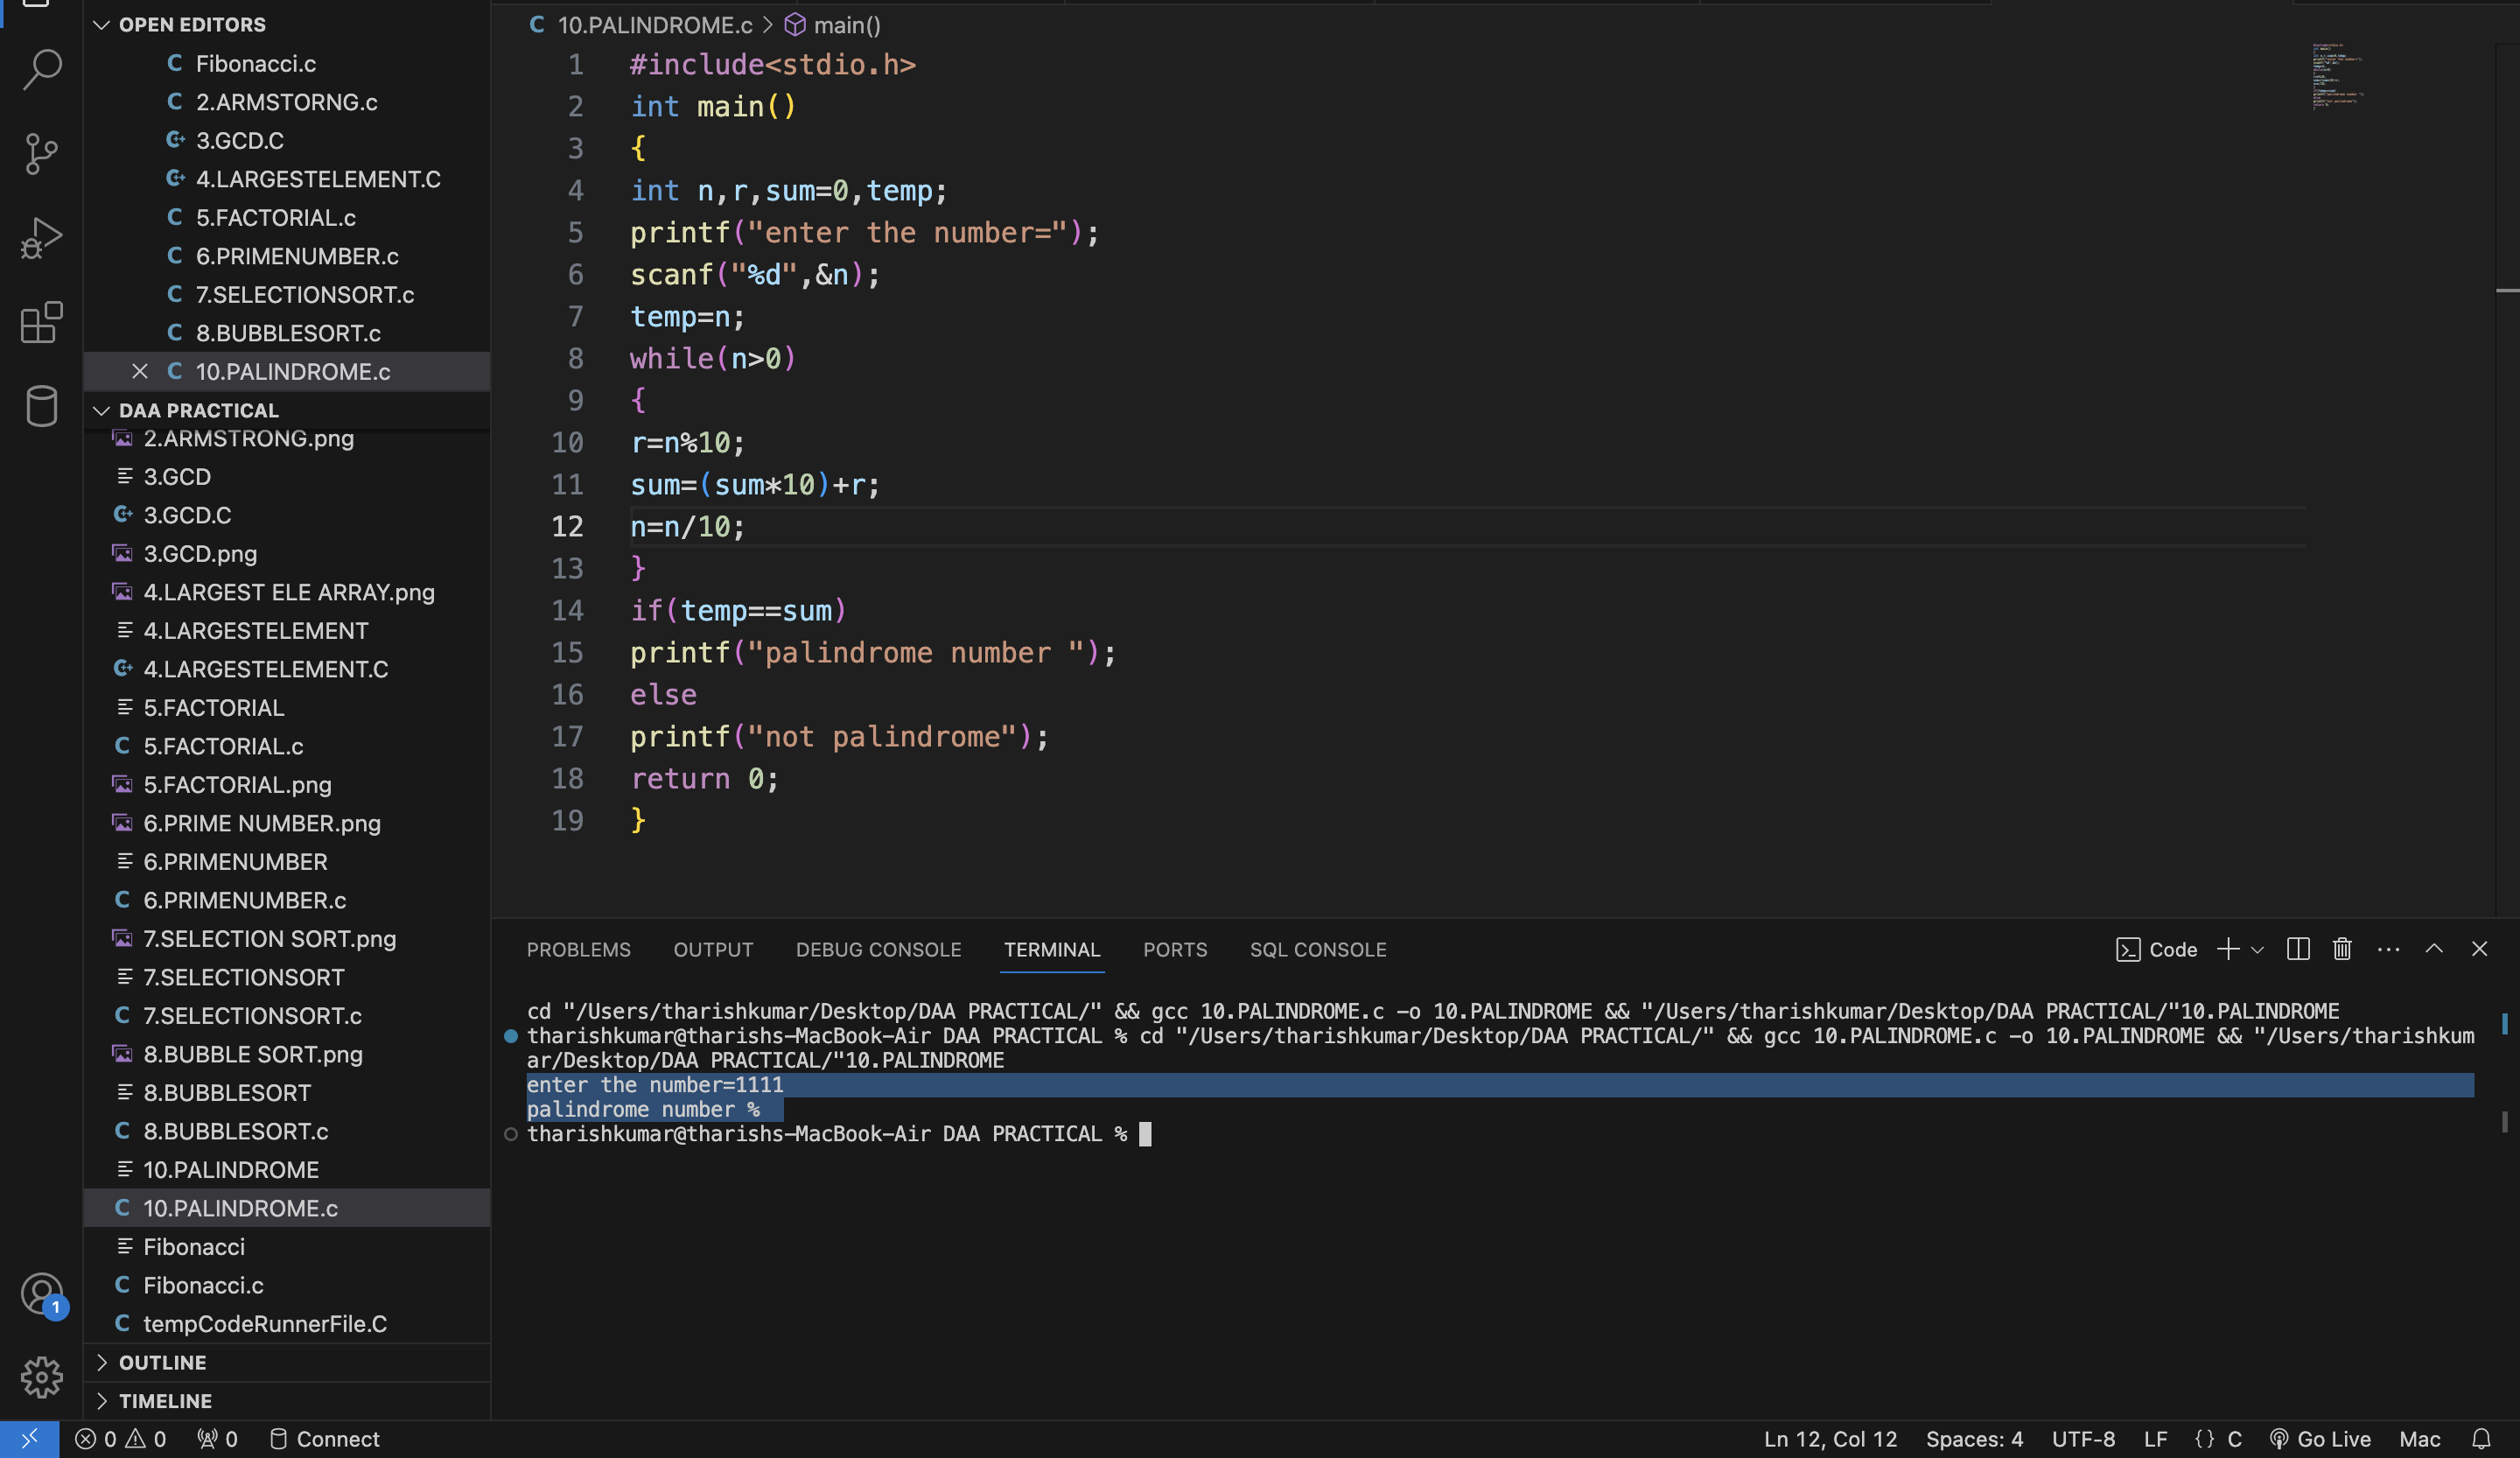 OPEN EDITORS
Fibonacci.c
2.ARMSTORNG.c
3.GCD.C
4.LARGESTELEMENT.C
5.FACTORIAL.c
6.PRIMENUMBER.c
7.SELECTIONSORT.c
8.BUBBLESORT.c
10.PALINDROME.c
DAA PRACTICAL
2.ARMSTRONG.png
3.GCD
3.GCD.C
3.GCD.png
4.LARGEST ELE ARRAY.png
4.LARGESTELEMENT
4.LARGESTELEMENT.C
5.FACTORIAL
5.FACTORIAL.c
5.FACTORIAL.png
6.PRIME NUMBER.png
6.PRIMENUMBER
6.PRIMENUMBER.c
7.SELECTION SORT.png
7.SELECTIONSORT
7.SELECTIONSORT.c
8.BUBBLE SORT.png
8.BUBBLESORT
8.BUBBLESORT.c
10.PALINDROME
10.PALINDROME.c
Fibonacci
Fibonacci.c
tempCodeRunnerFile.C
OUTLINE
TIMELINE
1
10.PALINDROME.c > main()
1 #include<stdio.h>
2 int main()
3 {
4 int n,r,sum=0,temp;
5 printf("enter the number=");
6 scanf("%d",&n);
7 temp=n;
8 while(n>0)
9 {
10 r=n%10;
11 sum=(sum*10)+r;
12 n=n/10;
13 }
14 if(temp==sum)
15 printf("palindrome number ");
16 else
17 printf("not palindrome");
18 return 0;
19 }
PROBLEMS OUTPUT DEBUG CONSOLE TERMINAL PORTS SQL CONSOLE Code
cd "/Users/tharishkumar/Desktop/DAA PRACTICAL/" && gcc 10.PALINDROME.c -o 10.PALINDROME && "/Users/tharishkumar/Desktop/DAA PRACTICAL/"10.PALINDROME
tharishkumar@tharishs-MacBook-Air DAA PRACTICAL % cd "/Users/tharishkumar/Desktop/DAA PRACTICAL/" && gcc 10.PALINDROME.c -o 10.PALINDROME && "/Users/tharishkum
ar/Desktop/DAA PRACTICAL/"10.PALINDROME
enter the number=1111
palindrome number %
tharishkumar@tharishs-MacBook-Air DAA PRACTICAL %
0 0 0 Connect Ln 12, Col 12 Spaces: 4 UTF-8 LF {} C Go Live Mac